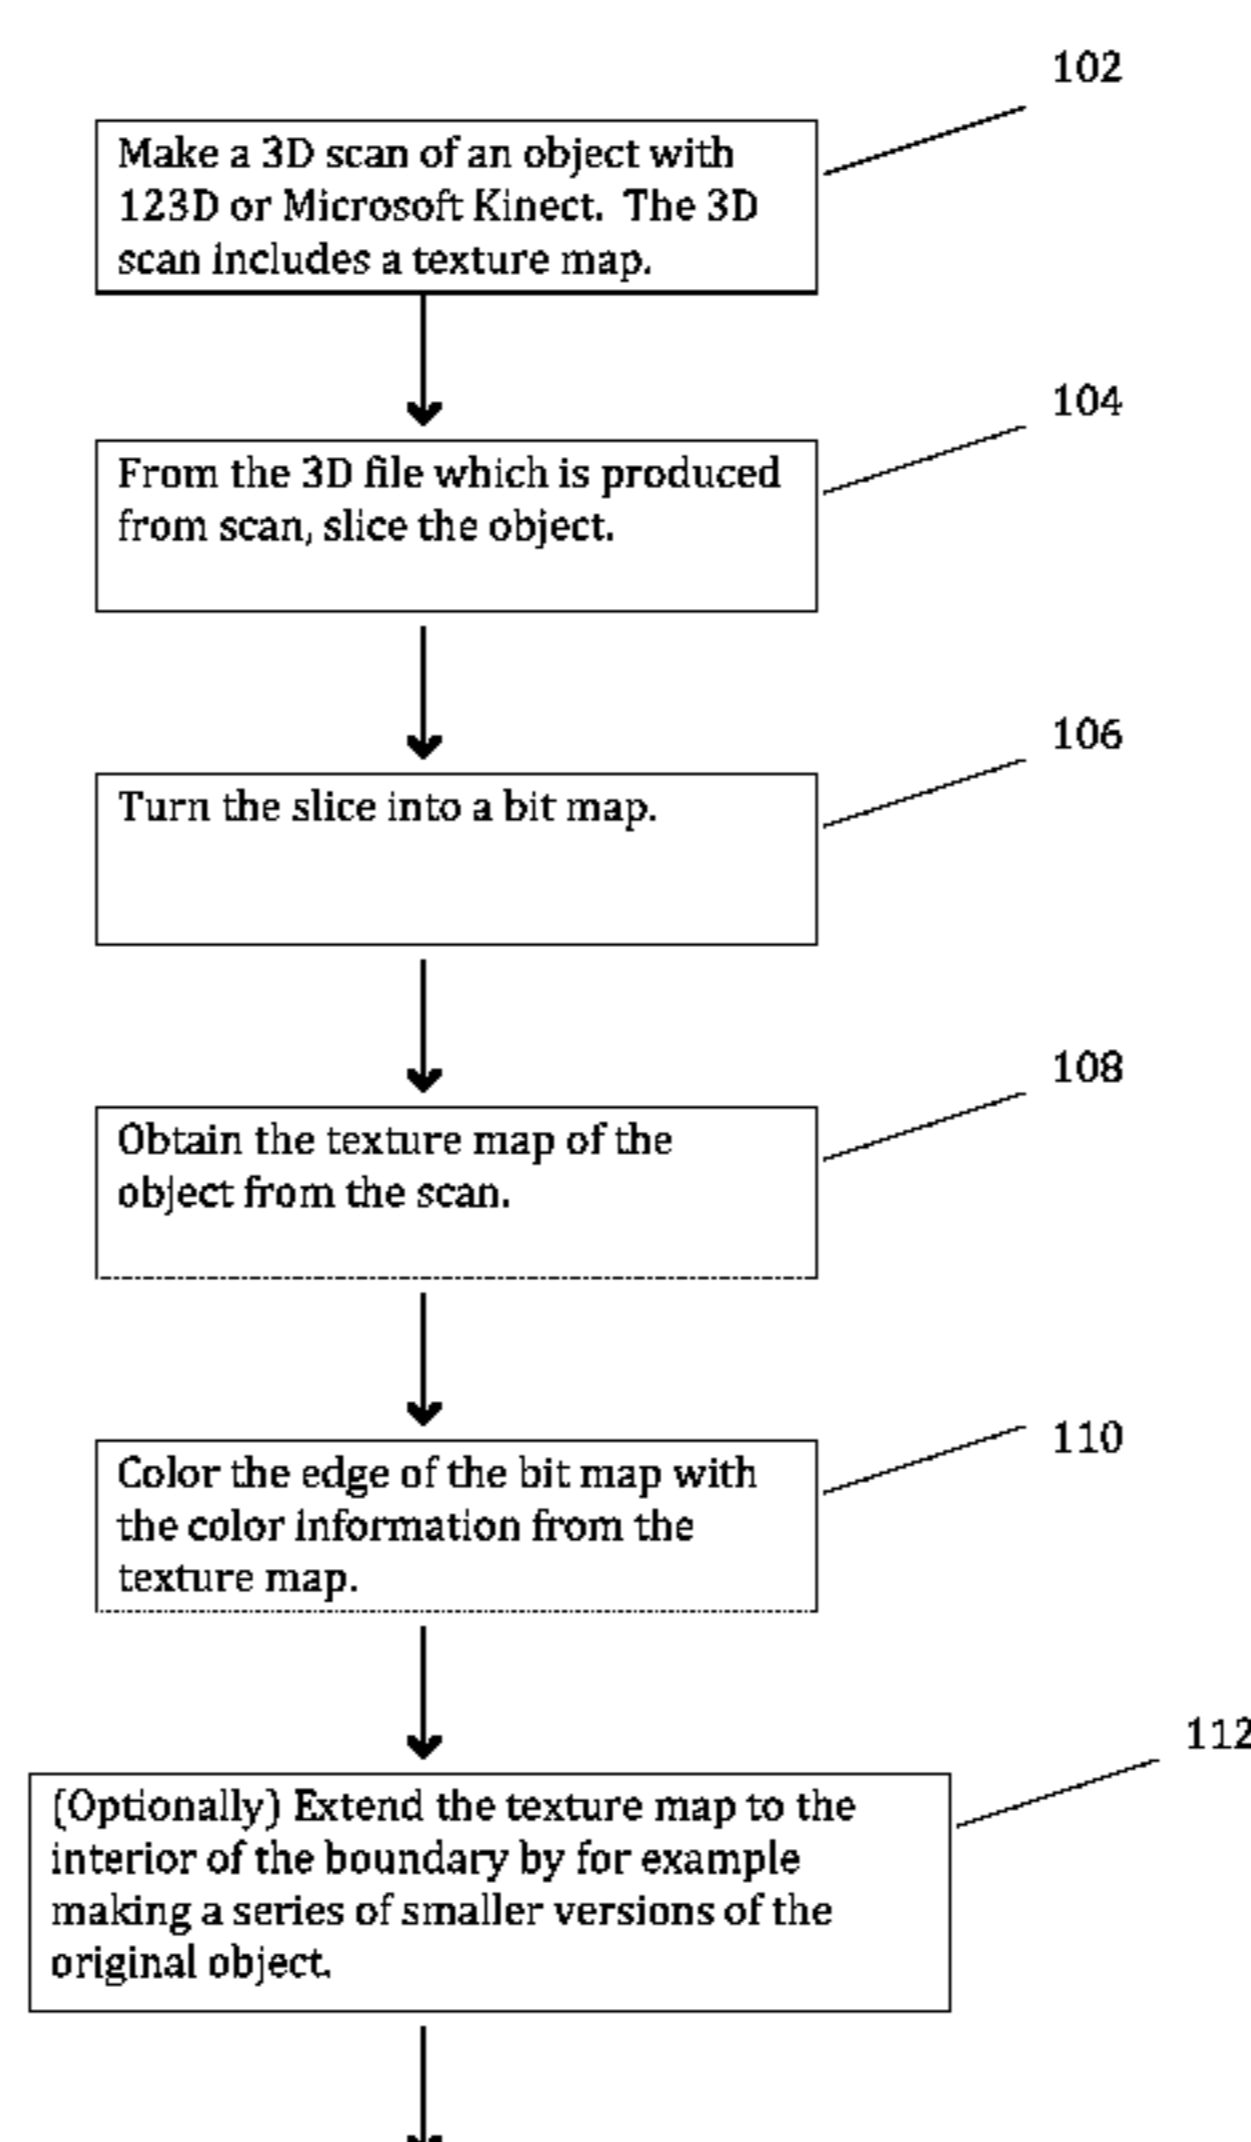 102
Make a 3D scan of an object with
123D or Microsoft Kinect. The 3D
scan includes a texture map.
104
From the 3D file which is produced
from scan, slice the object.
106
Turn the slice into a bit map.
108
Obtain the texture map of the
object from the scan.
110
Color the edge of the bit map with
the color information from the
texture map.
112
(Optionally) Extend the texture map to the
interior of the boundary by for example
making a series of smaller versions of the
original object.